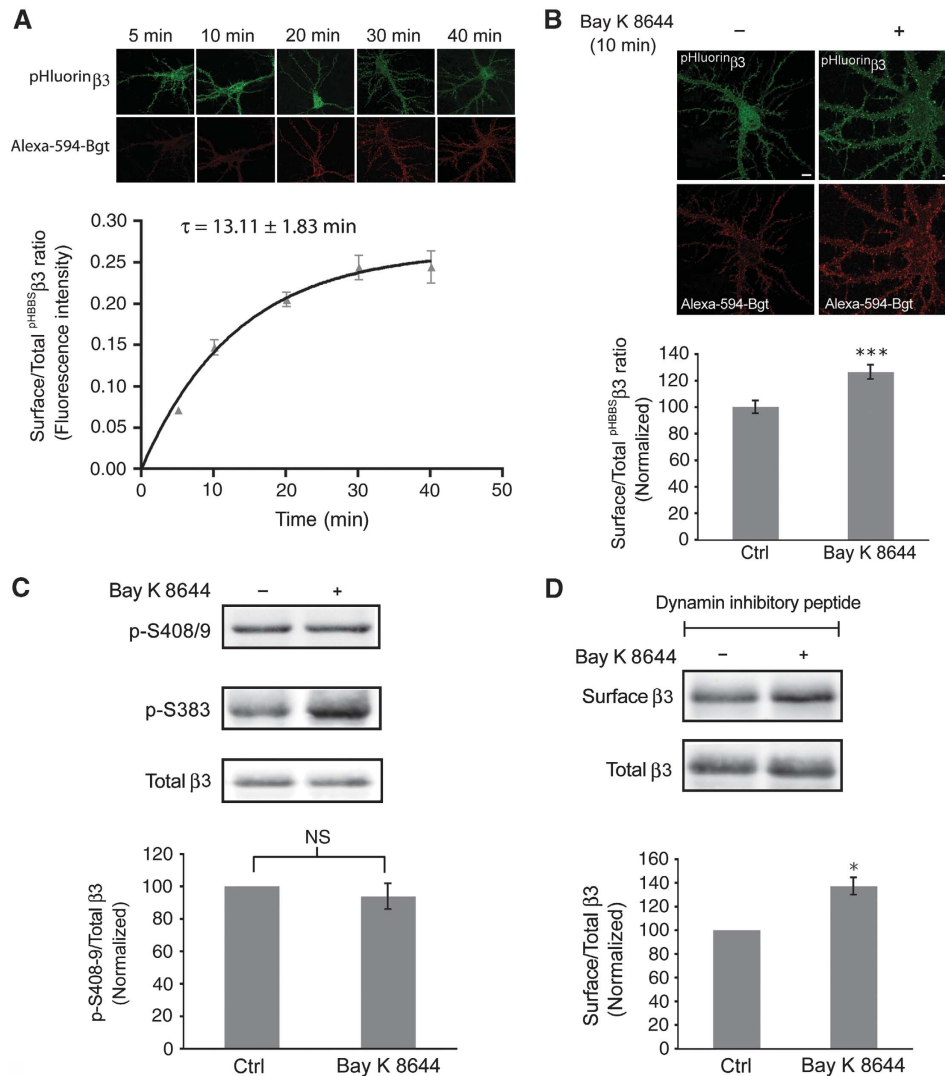 A
5 min 10 min 20 min 30 min 40 min
pHluorinβ3
Alexa-594-Bgt
τ = 13.11 ± 1.83 min
Surface/Total pHBBSβ3 ratio
(Fluorescence intensity)
0.30
0.25
0.20
0.15
0.10
0.05
0.00
0 10 20 30 40 50
Time (min)
B
Bay K 8644
(10 min)
– +
pHluorinβ3 pHluorinβ3
Alexa-594-Bgt Alexa-594-Bgt
Surface/Total pHBBSβ3 ratio
(Normalized)
140
120
100
80
60
40
20
0
***
Ctrl Bay K 8644
C
Bay K 8644 – +
p-S408/9
p-S383
Total β3
NS
p-S408-9/Total β3
(Normalized)
120
100
80
60
40
20
0
Ctrl Bay K 8644
D
Dynamin inhibitory peptide
Bay K 8644 – +
Surface β3
Total β3
Surface/Total β3
(Normalized)
160
140
120
100
80
60
40
20
0
*
Ctrl Bay K 8644